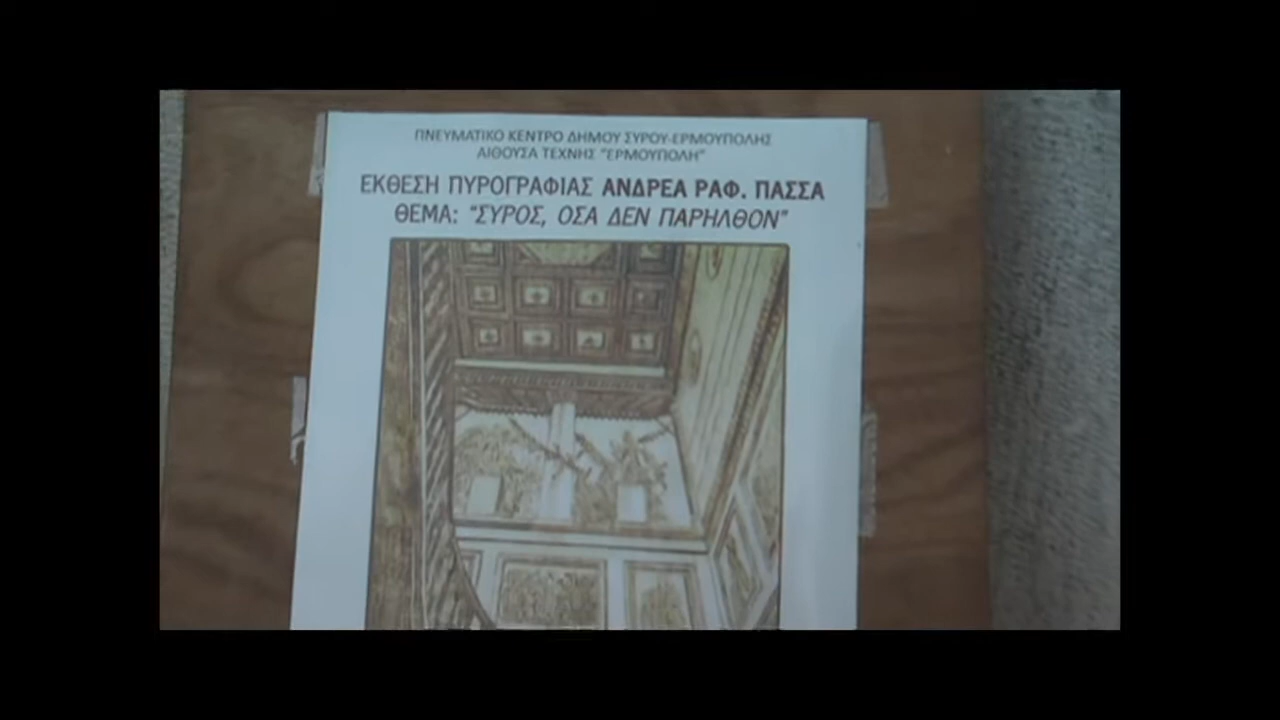 ΠΝΕΥΜΑΤΙΚΟ ΚΕΝΤΡΟ ΔΗΜΟΥ ΣΥΡΟΥ-ΕΡΜΟΥΠΟΛΗΣ
ΑΙΘΟΥΣΑ ΤΕΧΝΗΣ "ΕΡΜΟΥΠΟΛΗ"
ΕΚΘΕΣΗ ΠΥΡΟΓΡΑΦΙΑΣ ΑΝΔΡΕΑ ΡΑΦ. ΠΑΣΣΑ
ΘΕΜΑ: "ΣΥΡΟΣ, ΟΣΑ ΔΕΝ ΠΑΡΗΛΘΟΝ"